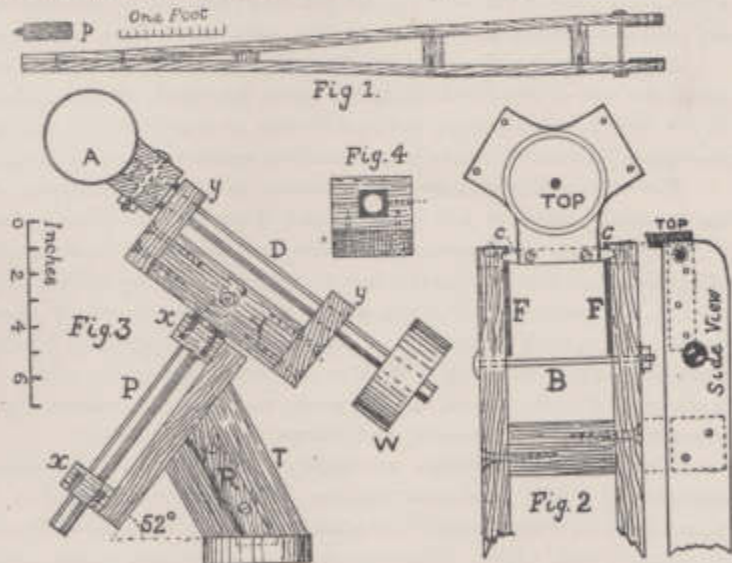 One Foot
p
Fig 1.
A
y
Fig. 4
TOP
0
2
4
6
Inches
D
C
C
TOP
Fig. 3
x
y
F
F
Side View
P
B
W
x
R
T
52°
Fig. 2